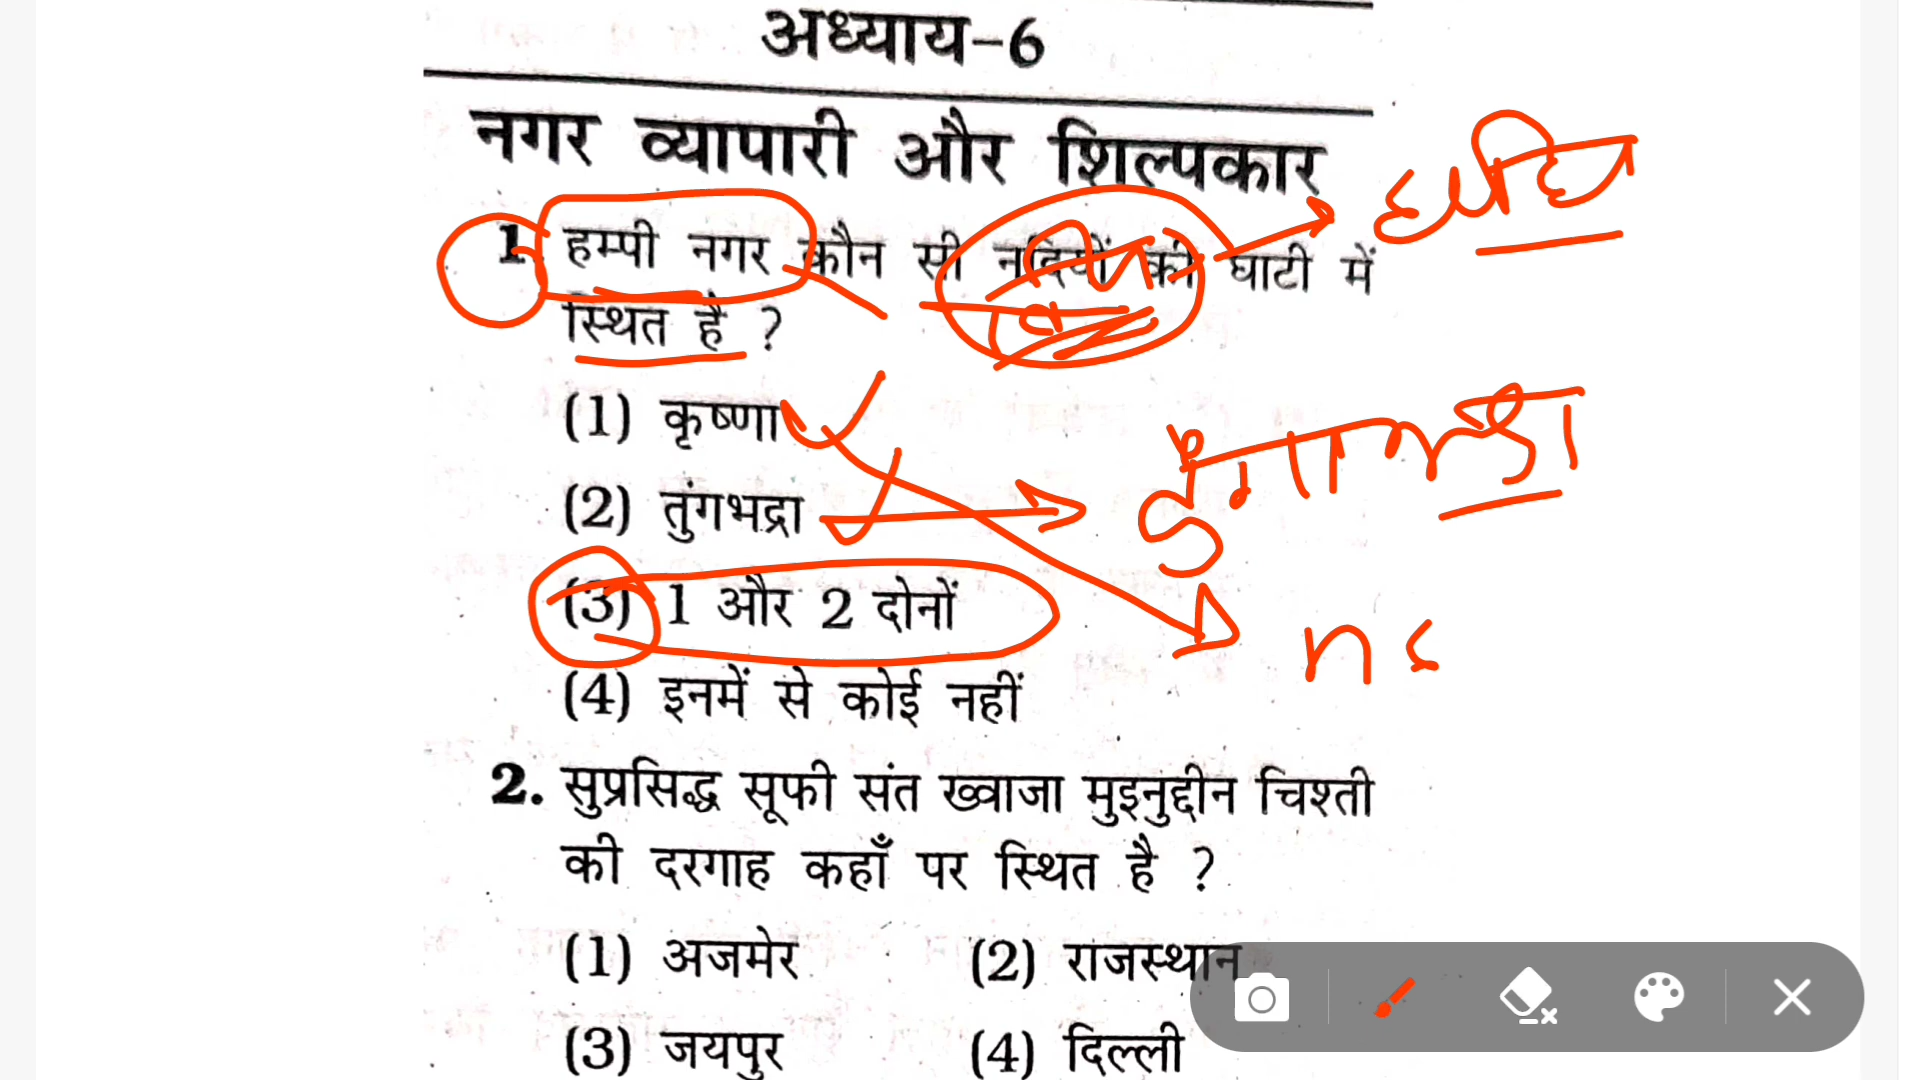 अध्याय-6
नगर व्यापारी और शिल्पकार
1. हम्पी नगर कौन सी नदियों की घाटी में
स्थित है ?
(1) कृष्णा
(2) तुंगभद्रा
(3) 1 और 2 दोनों
(4) इनमें से कोई नहीं
2. सुप्रसिद्ध सूफी संत ख्वाजा मुइनुद्दीन चिश्ती
की दरगाह कहाँ पर स्थित है ?
(1) अजमेर (2) राजस्थान
(3) जयपुर (4) दिल्ली